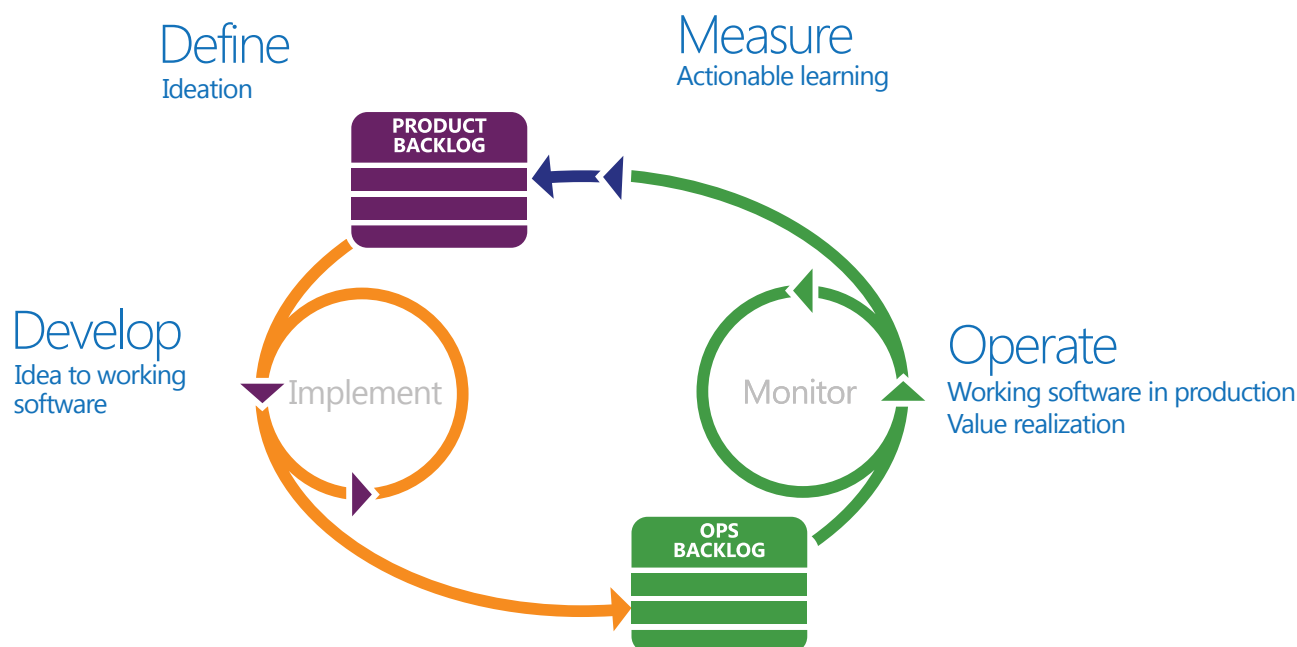 Define
Ideation
Measure
Actionable learning
PRODUCT
BACKLOG
Develop
Idea to working
software
Implement
Monitor
Operate
Working software in production
Value realization
OPS
BACKLOG